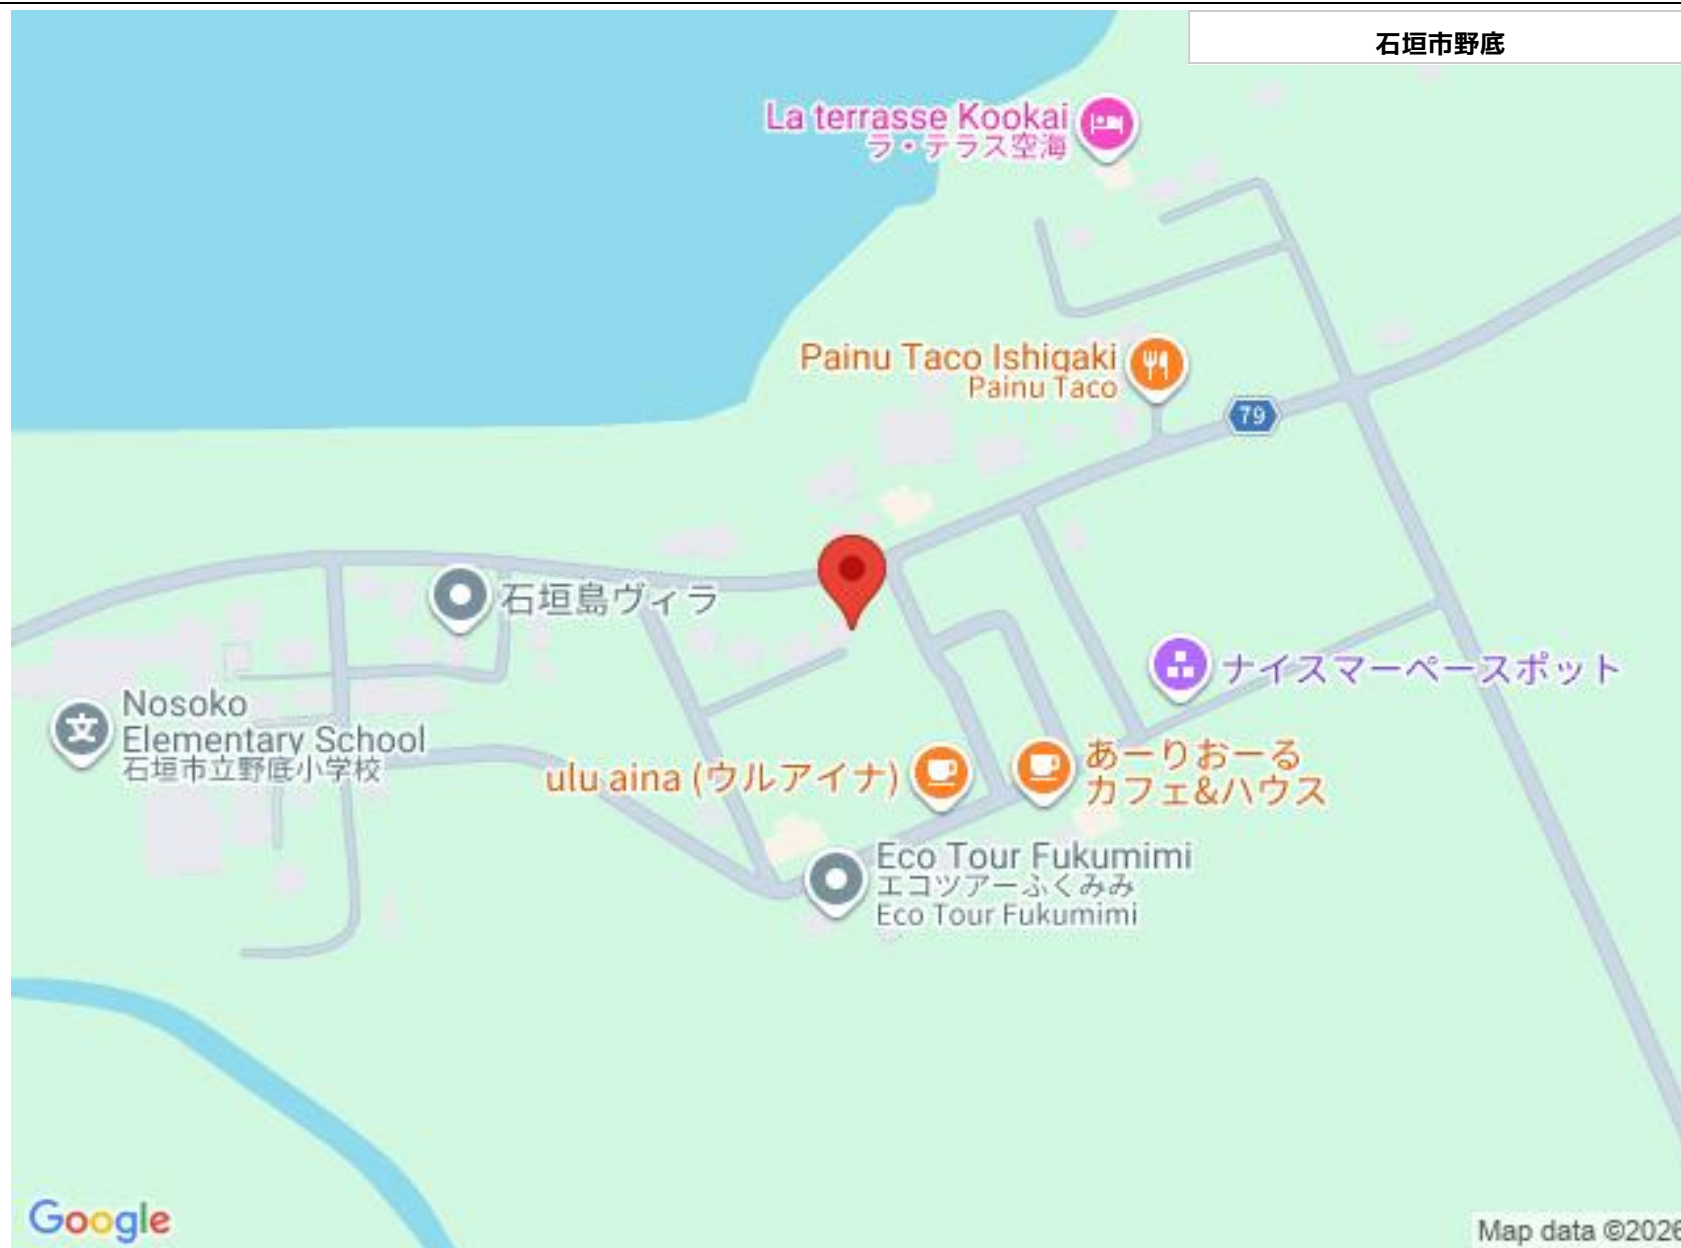 石垣市野底
La terrasse Kookai
ラ・テラス空海
Painu Taco Ishigaki
Painu Taco
79
石垣島ヴィラ
ナイスマーペースポット
Nosoko
Elementary School
石垣市立野底小学校
文
ulu aina (ウルアイナ)
あーりおーる
カフェ&ハウス
Eco Tour Fukumimi
エコツアーふくみみ
Eco Tour Fukumimi
Google
Map data ©2026